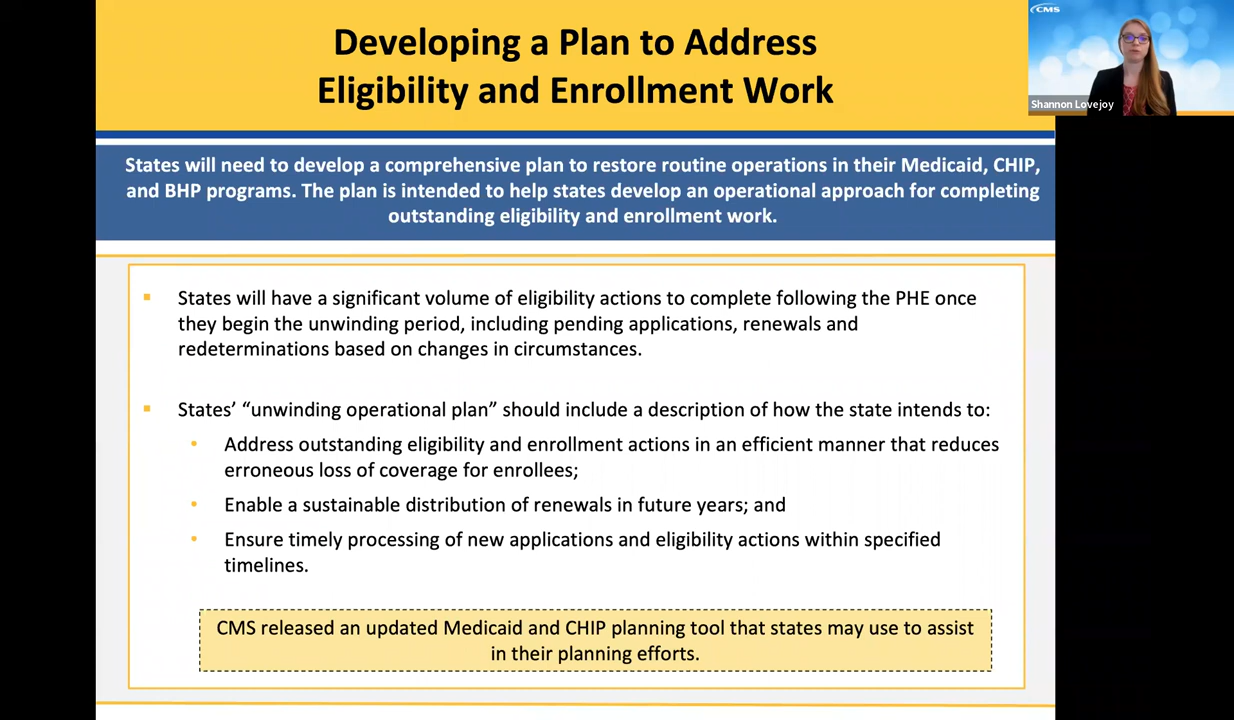 Developing a Plan to Address
Eligibility and Enrollment Work
CMS
Shannon Lovejoy
States will need to develop a comprehensive plan to restore routine operations in their Medicaid, CHIP,
and BHP programs. The plan is intended to help states develop an operational approach for completing
outstanding eligibility and enrollment work.
▪ States will have a significant volume of eligibility actions to complete following the PHE once
they begin the unwinding period, including pending applications, renewals and
redeterminations based on changes in circumstances.
▪ States’ “unwinding operational plan” should include a description of how the state intends to:
• Address outstanding eligibility and enrollment actions in an efficient manner that reduces
erroneous loss of coverage for enrollees;
• Enable a sustainable distribution of renewals in future years; and
• Ensure timely processing of new applications and eligibility actions within specified
timelines.
CMS released an updated Medicaid and CHIP planning tool that states may use to assist
in their planning efforts.